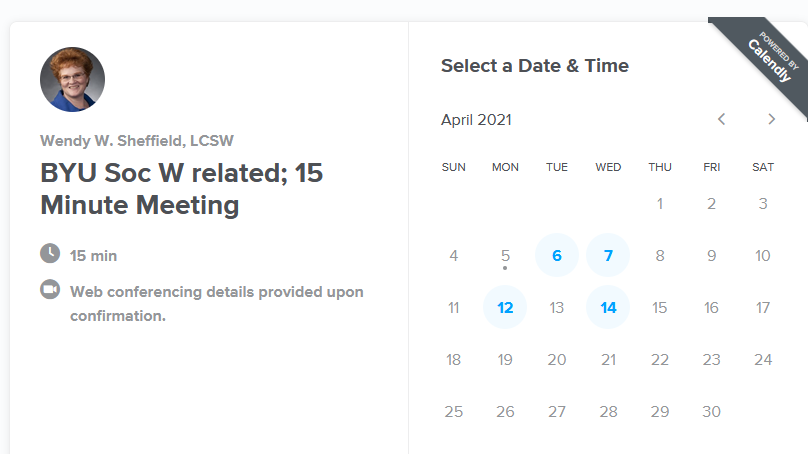 POWERED BY
Calendly
Wendy W. Sheffield, LCSW
BYU Soc W related; 15
Minute Meeting
15 min
Web conferencing details provided upon
confirmation.
Select a Date & Time
April 2021
SUN MON TUE WED THU FRI SAT
1 2 3
4 5 6 7 8 9 10
11 12 13 14 15 16 17
18 19 20 21 22 23 24
25 26 27 28 29 30